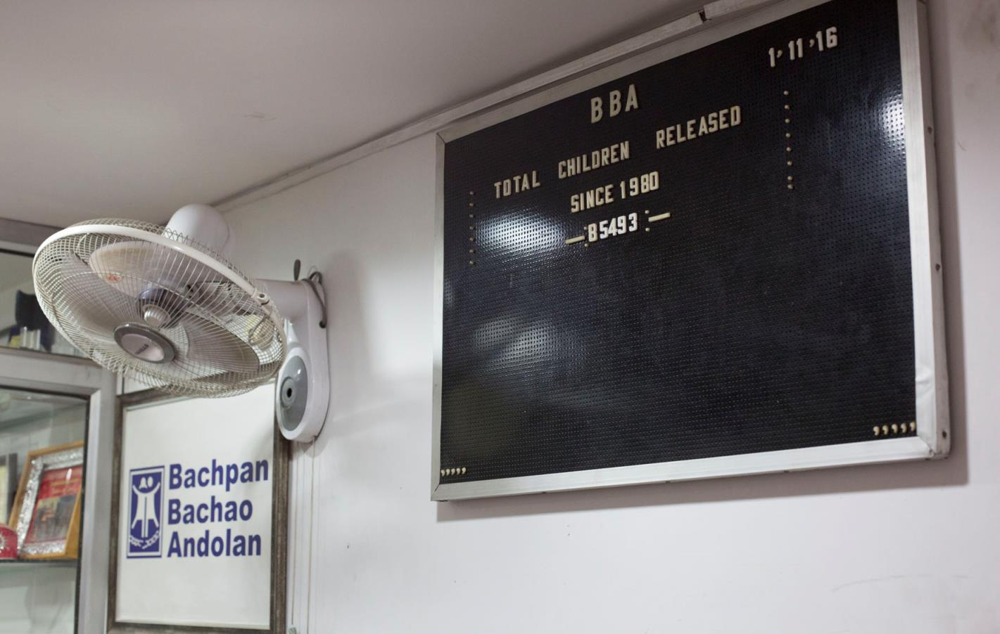 1,11,16
BBA
TOTAL CHILDREN RELEASED
SINCE 1980
—:85493:—
,,,,,
,,,,,
Bachpan
Bachao
Andolan